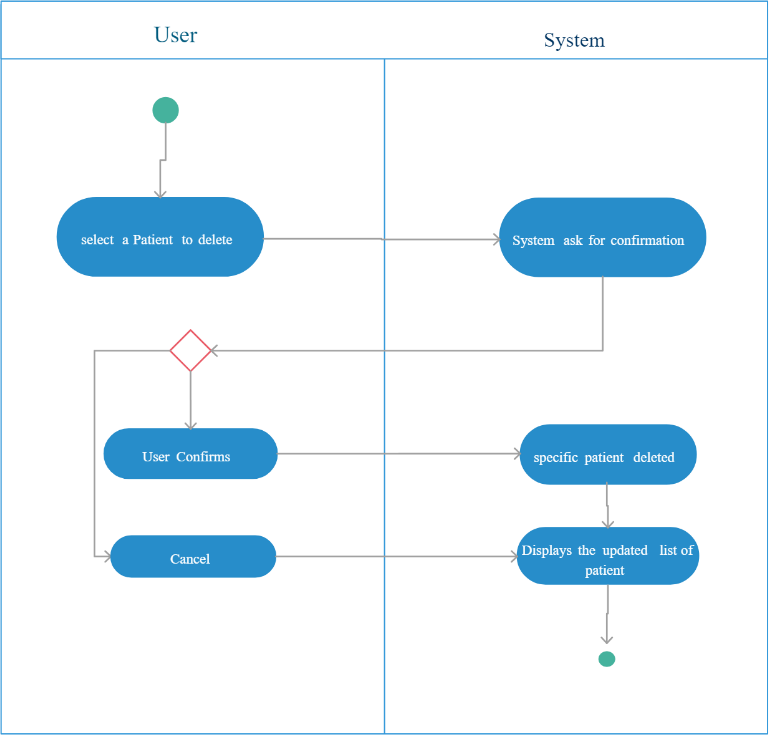 User
System
select a Patient to delete
System ask for confirmation
User Confirms
specific patient deleted
Cancel
Displays the updated list of
patient